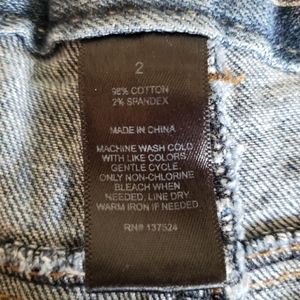 2
98% COTTON
2% SPANDEX
MADE IN CHINA
MACHINE WASH COLD
WITH LIKE COLORS,
GENTLE CYCLE.
ONLY NON-CHLORINE
BLEACH WHEN
NEEDED, LINE DRY
WARM IRON IF NEEDED.
RN# 137524